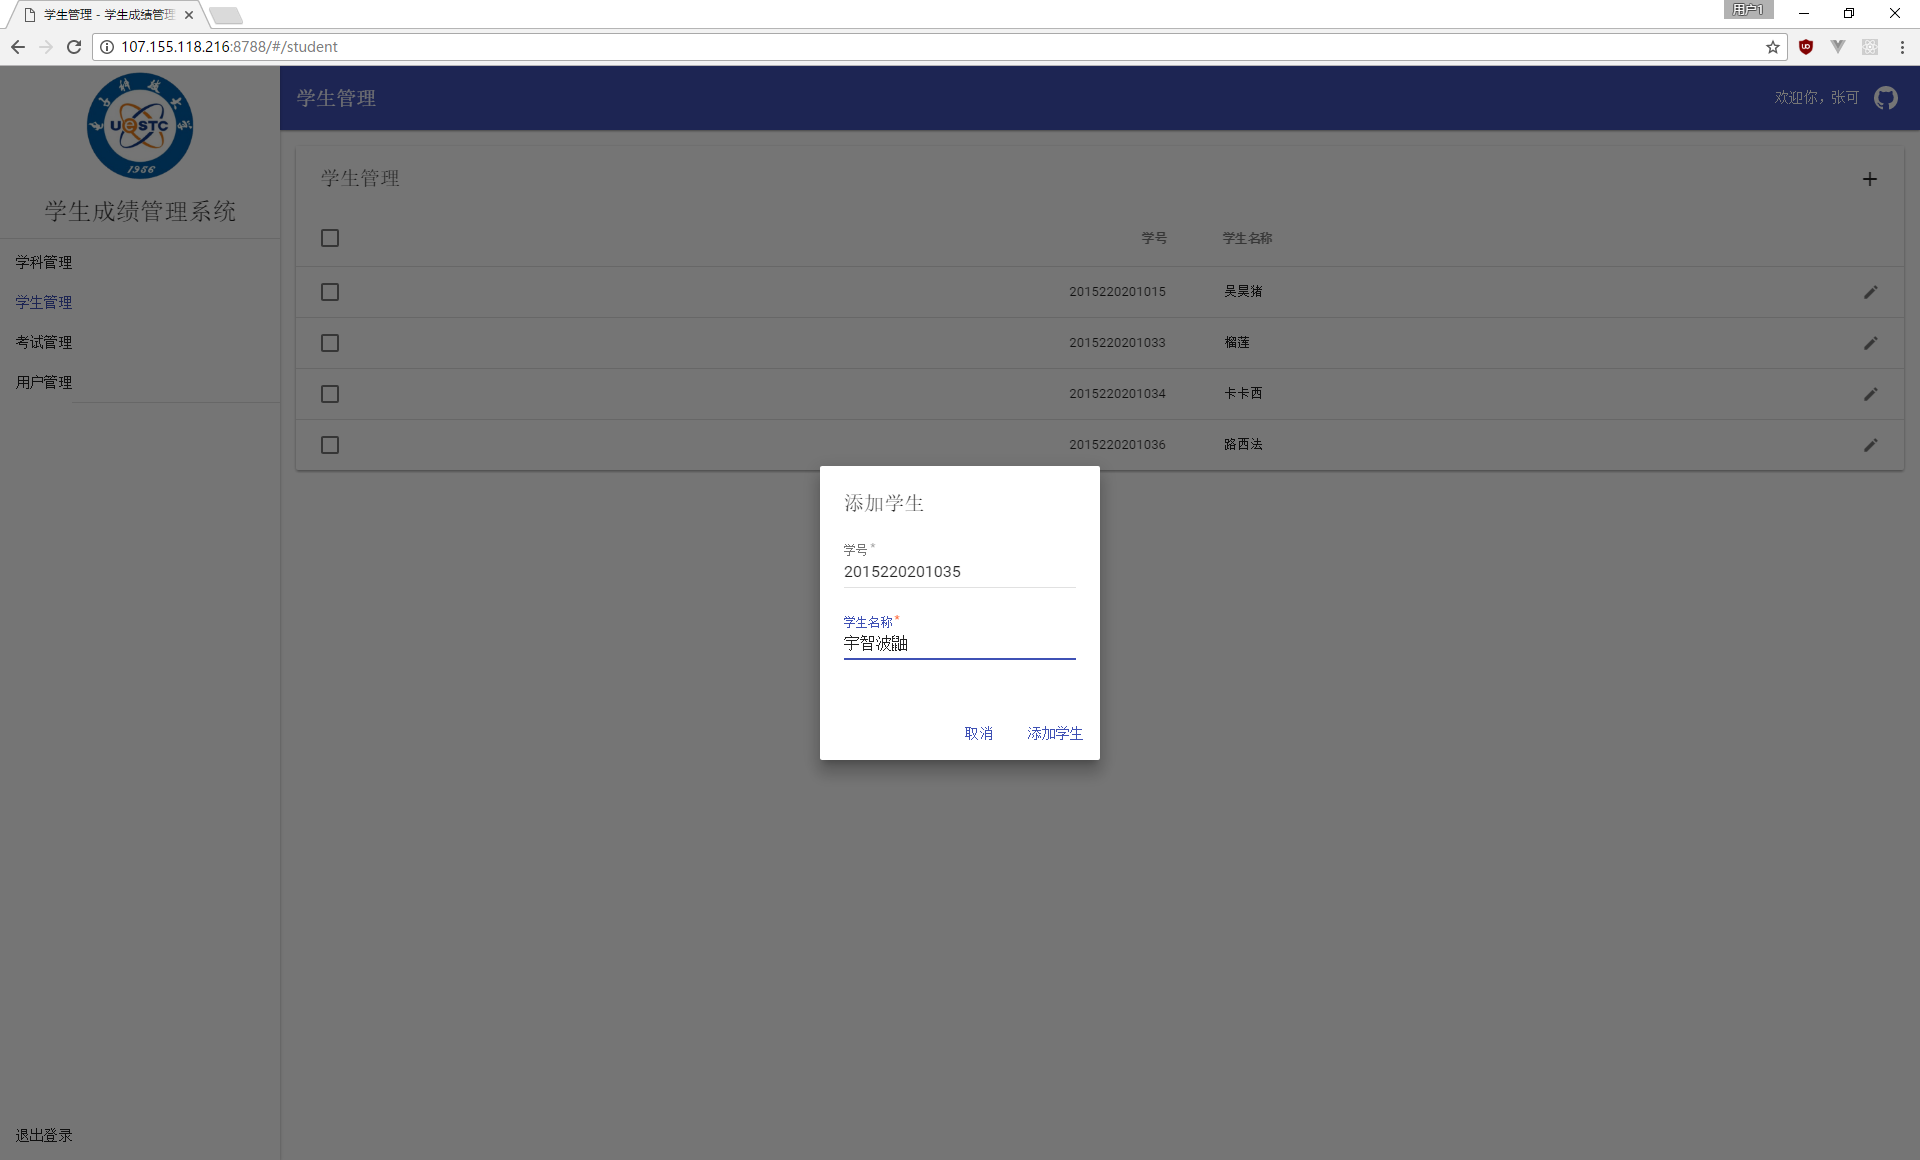 学生管理 - 学生成绩管理
用户1
107.155.118.216:8788/#/student
UESTC
1956
学生成绩管理系统
学科管理
学生管理
考试管理
用户管理
退出登录
学生管理
欢迎你，张可
学生管理
学号 学生名称
2015220201015 吴昊猪
2015220201033 榴莲
2015220201034 卡卡西
2015220201036 路西法
添加学生
学号 *
2015220201035
学生名称 *
宇智波鼬
取消 添加学生